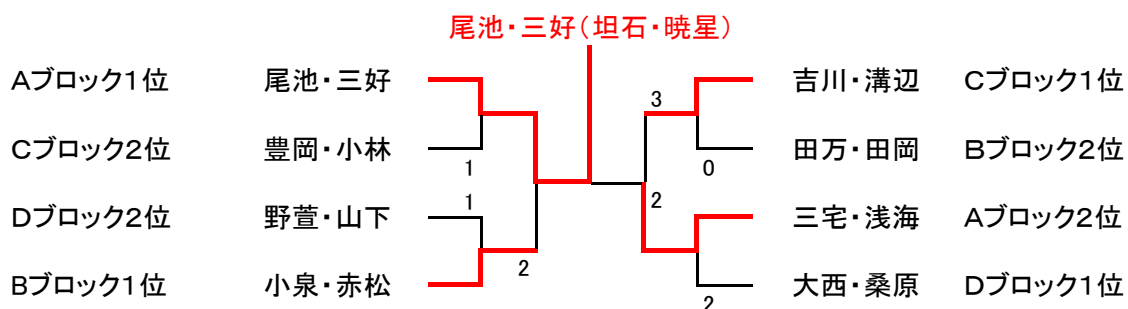 尾池・三好(坦石・暁星)
Aブロック1位 尾池・三好 3 吉川・溝辺 Cブロック1位
Cブロック2位 豊岡・小林 1 0 田万・田岡 Bブロック2位
Dブロック2位 野萱・山下 1 2 三宅・浅海 Aブロック2位
Bブロック1位 小泉・赤松 2 2 大西・桑原 Dブロック1位